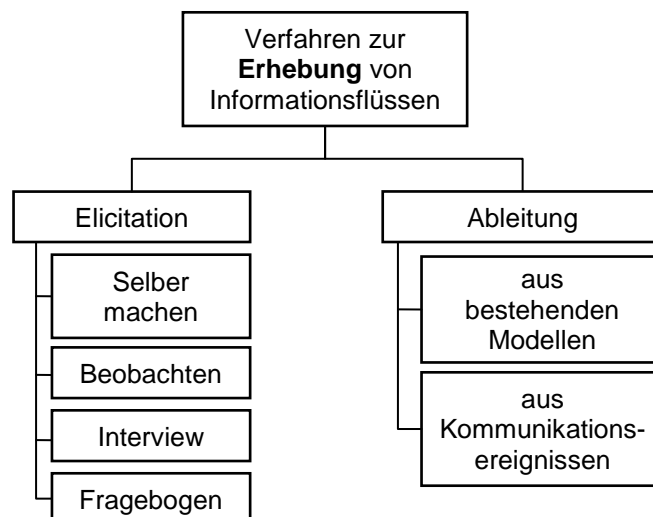 Verfahren zur
Erhebung von
Informationsflüssen
Elicitation
Selber
machen
Beobachten
Interview
Fragebogen
Ableitung
aus
bestehenden
Modellen
aus
Kommunikations-
ereignissen